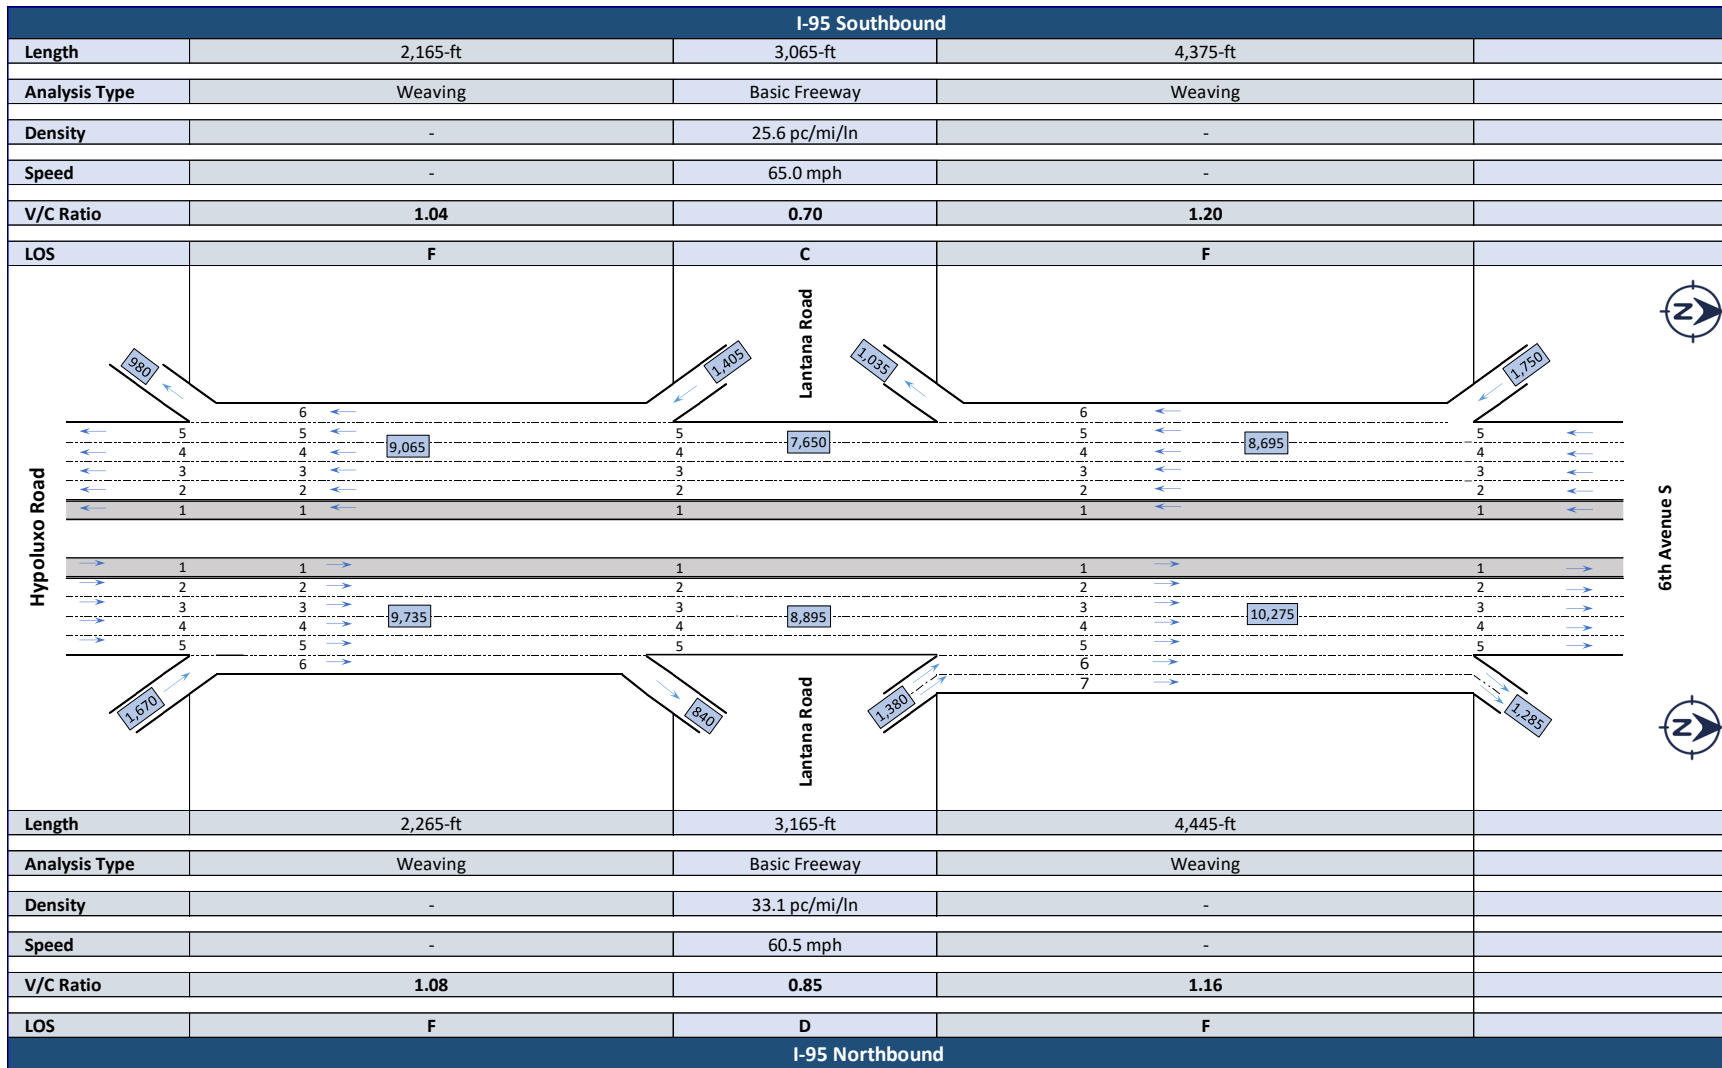 I-95 Southbound
Length 2,165-ft 3,065-ft 4,375-ft
Analysis Type Weaving Basic Freeway Weaving
Density - 25.6 pc/mi/ln -
Speed - 65.0 mph -
V/C Ratio 1.04 0.70 1.20
LOS F C F
Lantana Road
N
980 1,405 1,035 1,750
6 6
5 5 5 5 5
9,065 7,650 8,695
4 4 4 4 4
3 3 3 3 3
2 2 2 2 2
1 1 1 1 1
Hypoluxo Road
6th Avenue S
1 1 1 1 1
2 2 2 2 2
3 3 3 3 3
9,735 8,895 10,275
4 4 4 4 4
5 5 5 5 5
6 6
7
1,670 840 1,380 1,285
Lantana Road
N
Length 2,265-ft 3,165-ft 4,445-ft
Analysis Type Weaving Basic Freeway Weaving
Density - 33.1 pc/mi/ln -
Speed - 60.5 mph -
V/C Ratio 1.08 0.85 1.16
LOS F D F
I-95 Northbound